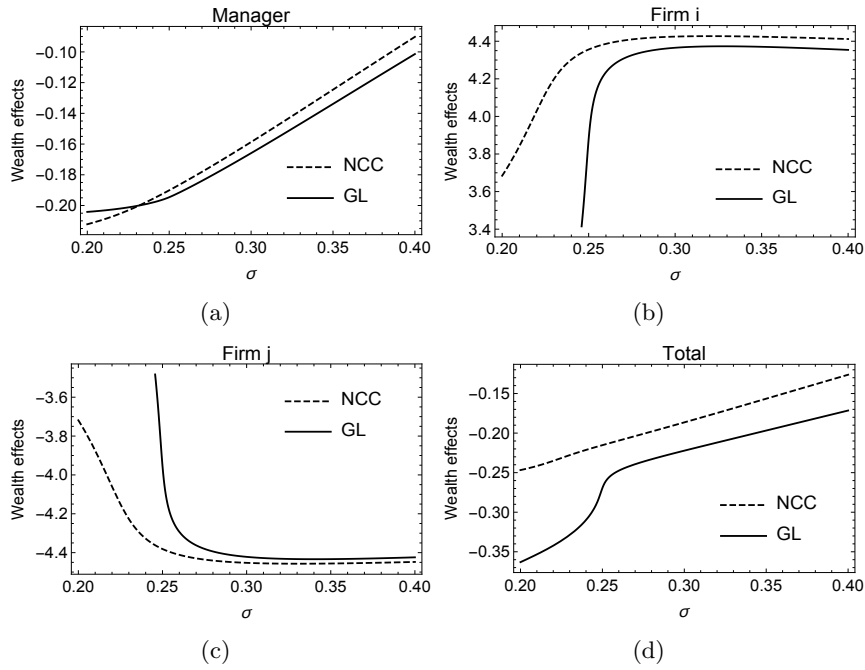 Manager
Wealth effects
−0.10
−0.12
−0.14
−0.16
−0.18
−0.20
NCC
GL
0.20 0.25 0.30 0.35 0.40
σ
(a)
Firm i
Wealth effects
4.4
4.2
4.0
3.8
3.6
3.4
NCC
GL
0.20 0.25 0.30 0.35 0.40
σ
(b)
Firm j
Wealth effects
−3.6
−3.8
−4.0
−4.2
−4.4
NCC
GL
0.20 0.25 0.30 0.35 0.40
σ
(c)
Total
Wealth effects
−0.15
−0.20
−0.25
−0.30
−0.35
NCC
GL
0.20 0.25 0.30 0.35 0.40
σ
(d)